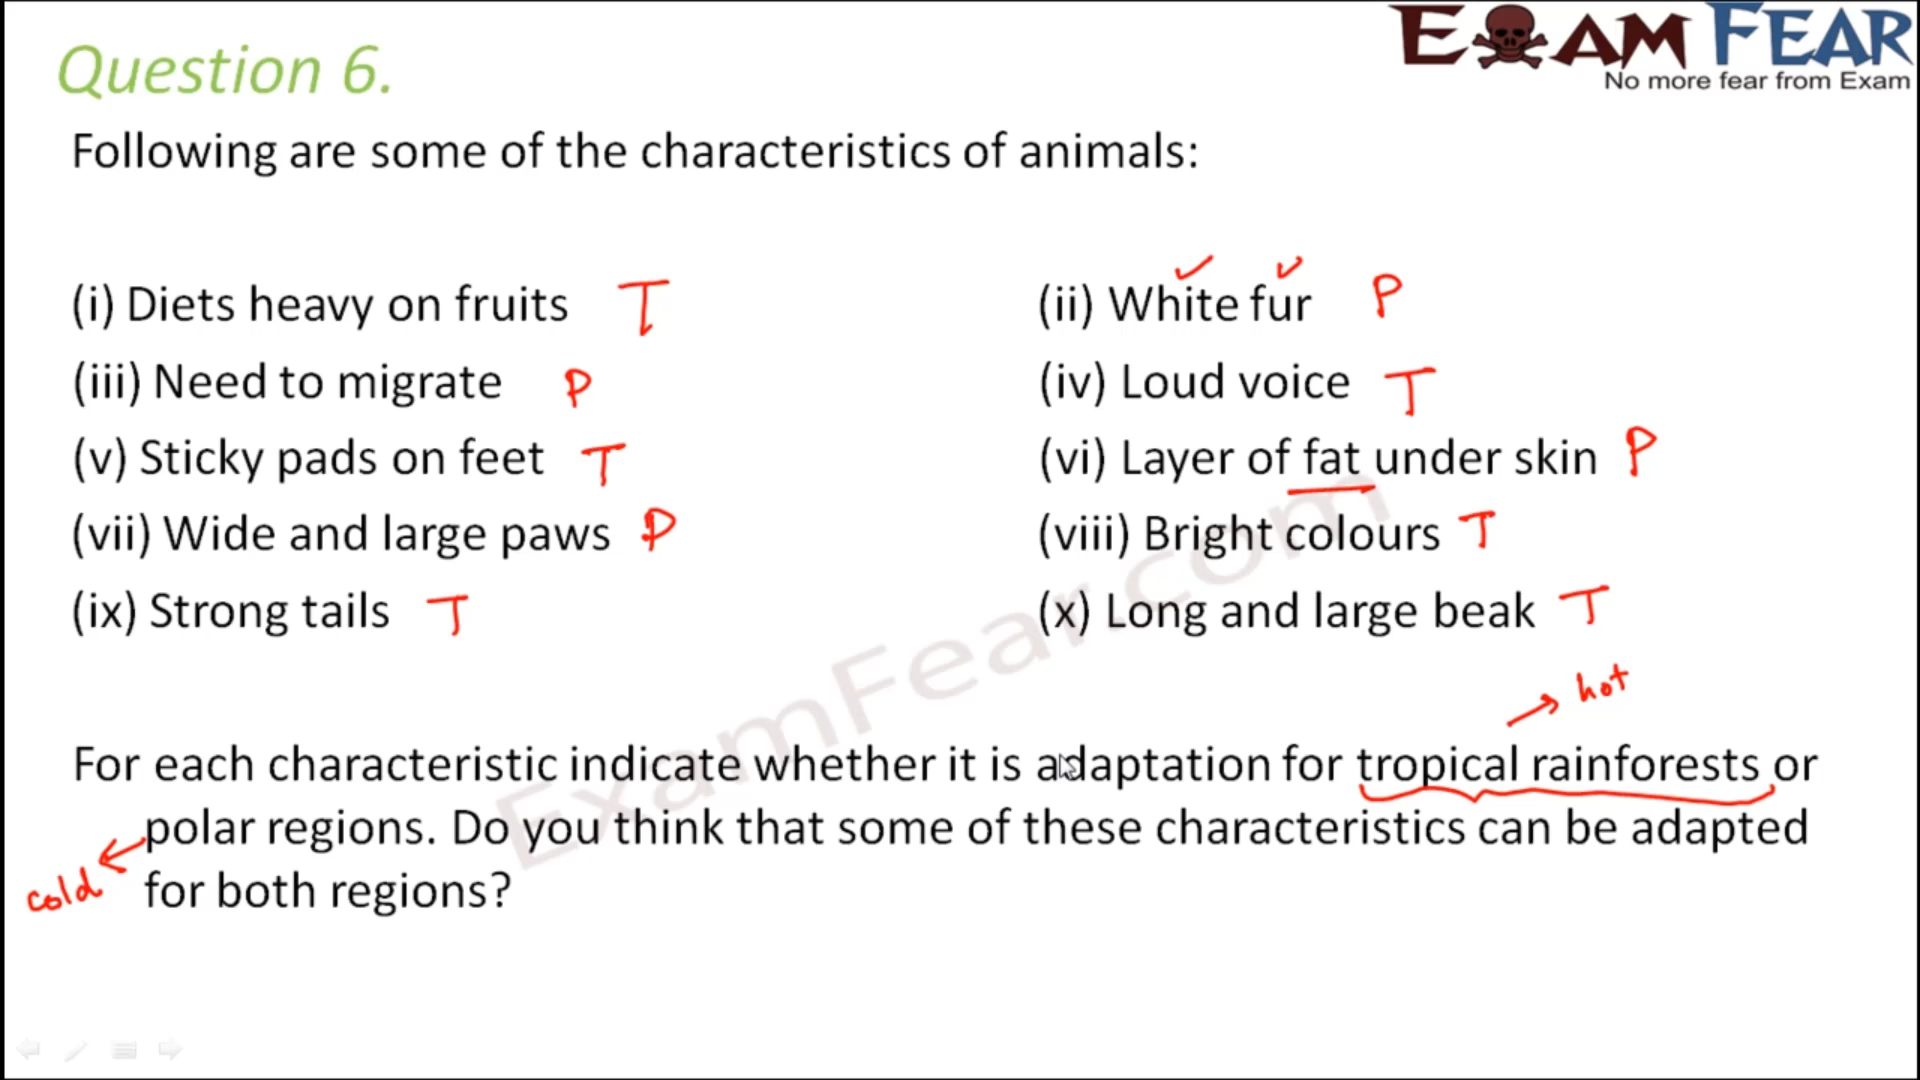 EXAM FEAR
No more fear from Exam
Question 6.
Following are some of the characteristics of animals:
(i) Diets heavy on fruits T
(ii) White fur P
(iii) Need to migrate P
(iv) Loud voice T
(v) Sticky pads on feet T
(vi) Layer of fat under skin P
(vii) Wide and large paws P
(viii) Bright colours T
(ix) Strong tails T
(x) Long and large beak T
hot
For each characteristic indicate whether it is adaptation for tropical rainforests or
polar regions. Do you think that some of these characteristics can be adapted
cold
for both regions?
ExamFear.com